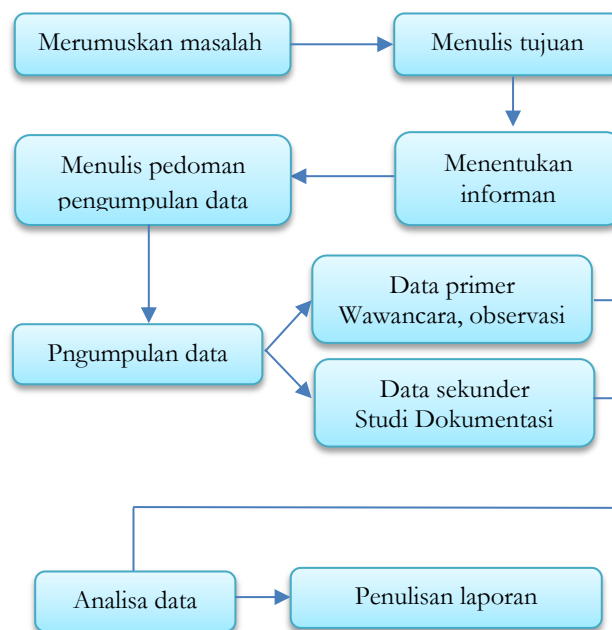 Merumuskan masalah
Menulis tujuan
Menulis pedoman
pengumpulan data
Menentukan
informan
Data primer
Wawancara, observasi
Pngumpulan data
Data sekunder
Studi Dokumentasi
Analisa data
Penulisan laporan